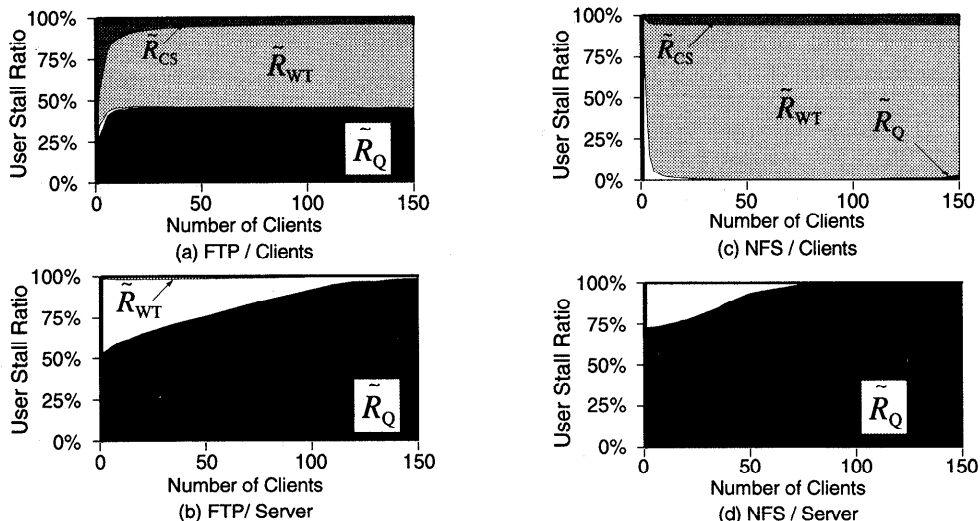 User Stall Ratio
100%
75%
50%
25%
0%
R̃CS
R̃WT
R̃Q
0 50 100 150
Number of Clients
(a) FTP / Clients
User Stall Ratio
100%
75%
50%
25%
0%
R̃CS
R̃WT
R̃Q
0 50 100 150
Number of Clients
(c) NFS / Clients
User Stall Ratio
100%
75%
50%
25%
0%
R̃WT
R̃Q
0 50 100 150
Number of Clients
(b) FTP/ Server
User Stall Ratio
100%
75%
50%
25%
0%
R̃Q
0 50 100 150
Number of Clients
(d) NFS / Server